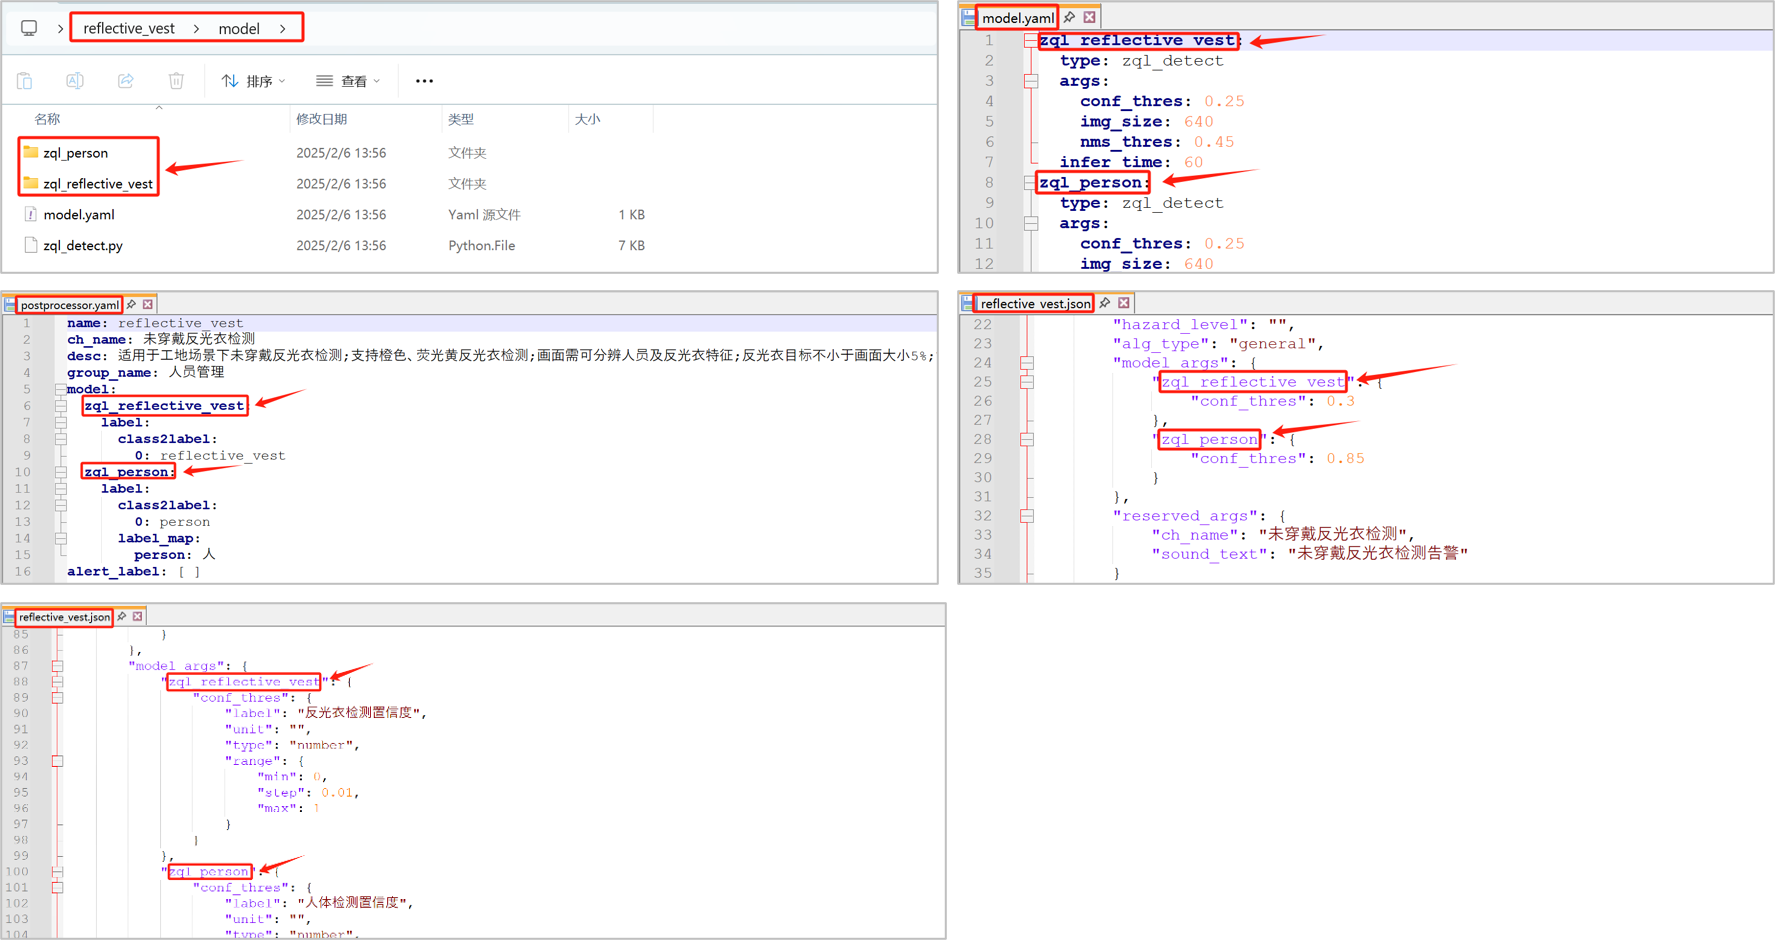 reflective_vest > model >
排序 查看 ...
名称 修改日期 类型 大小
zql_person 2025/2/6 13:56 文件夹
zql_reflective_vest 2025/2/6 13:56 文件夹
model.yaml 2025/2/6 13:56 Yaml 源文件 1 KB
zql_detect.py 2025/2/6 13:56 Python.File 7 KB
model.yaml
1 zql_reflective_vest:
2 type: zql_detect
3 args:
4 conf_thres: 0.25
5 img_size: 640
6 nms_thres: 0.45
7 infer_time: 60
8 zql_person:
9 type: zql_detect
10 args:
11 conf_thres: 0.25
12 img_size: 640
postprocessor.yaml
1 name: reflective_vest
2 ch_name: 未穿戴反光衣检测
3 desc: 适用于工地场景下未穿戴反光衣检测;支持橙色、荧光黄反光衣检测;画面需可分辨人员及反光衣特征;反光衣目标不小于画面大小5%;
4 group_name: 人员管理
5 model:
6 zql_reflective_vest:
7 label:
8 class2label:
9 0: reflective_vest
10 zql_person:
11 label:
12 class2label:
13 0: person
14 label_map:
15 person: 人
16 alert_label: [ ]
reflective_vest.json
22 "hazard_level": "",
23 "alg_type": "general",
24 "model_args": {
25 "zql_reflective_vest": {
26 "conf_thres": 0.3
27 },
28 "zql_person": {
29 "conf_thres": 0.85
30 }
31 },
32 "reserved_args": {
33 "ch_name": "未穿戴反光衣检测",
34 "sound_text": "未穿戴反光衣检测告警"
35 }
reflective_vest.json
85 }
86 },
87 "model_args": {
88 "zql_reflective_vest": {
89 "conf_thres": {
90 "label": "反光衣检测置信度",
91 "unit": "",
92 "type": "number",
93 "range": {
94 "min": 0,
95 "step": 0.01,
96 "max": 1
97 }
98 }
99 },
100 "zql_person": {
101 "conf_thres": {
102 "label": "人体检测置信度",
103 "unit": "",
104 "type": "number",